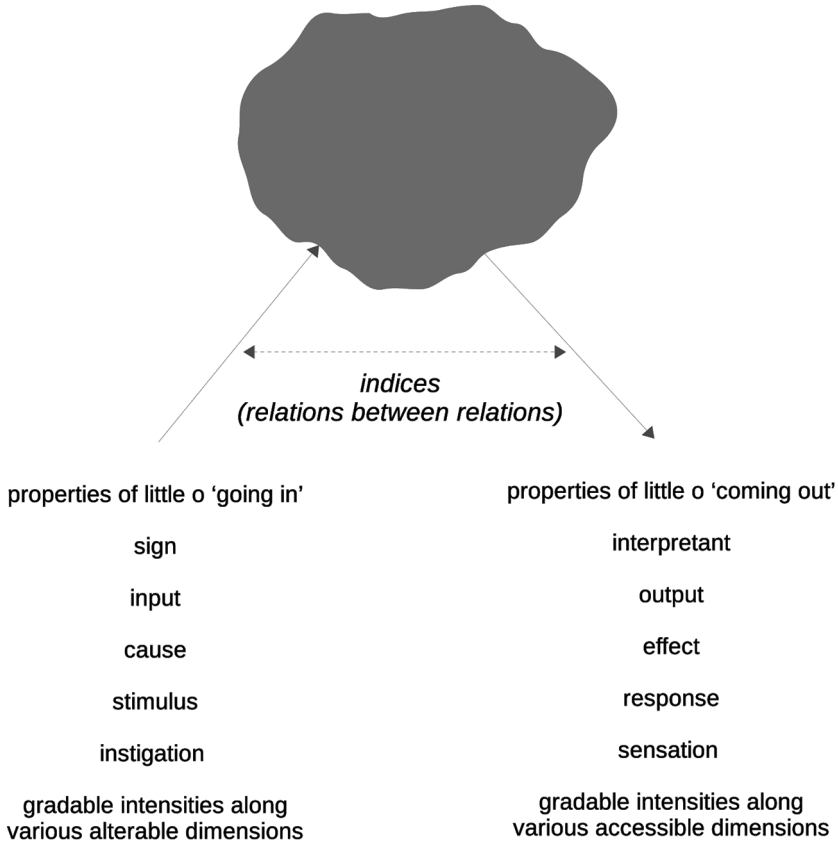 indices
(relations between relations)
properties of little o ‘going in’
sign
input
cause
stimulus
instigation
gradable intensities along
various alterable dimensions
properties of little o ‘coming out’
interpretant
output
effect
response
sensation
gradable intensities along
various accessible dimensions